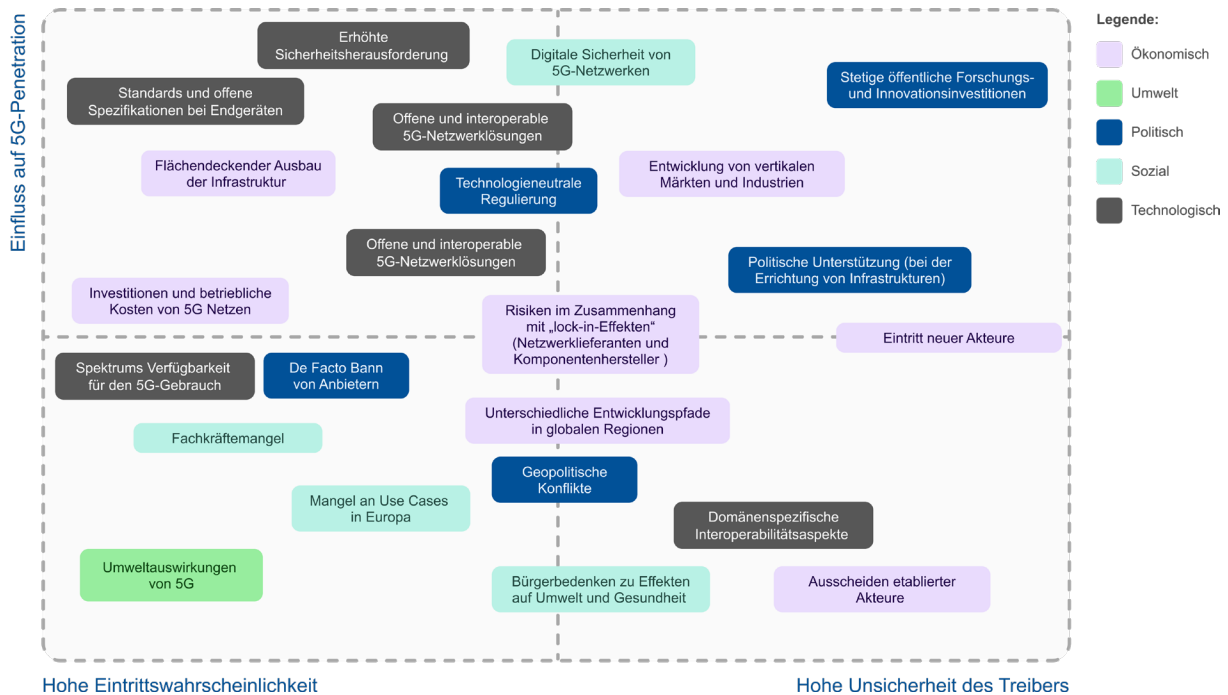 Einfluss auf 5G-Penetration
Erhöhte
Sicherheitsherausforderung
Digitale Sicherheit von
5G-Netzwerken
Stetige öffentliche Forschungs-
und Innovationsinvestitionen
Standards und offene
Spezifikationen bei Endgeräten
Offene und interoperable
5G-Netzwerklösungen
Flächendeckender Ausbau
der Infrastruktur
Technologieneutrale
Regulierung
Entwicklung von vertikalen
Märkten und Industrien
Offene und interoperable
5G-Netzwerklösungen
Politische Unterstützung (bei der
Errichtung von Infrastrukturen)
Investitionen und betriebliche
Kosten von 5G Netzen
Risiken im Zusammenhang
mit „lock-in-Effekten“
(Netzwerklieferanten und
Komponentenhersteller )
Eintritt neuer Akteure
Spektrums Verfügbarkeit
für den 5G-Gebrauch
De Facto Bann
von Anbietern
Unterschiedliche Entwicklungspfade
in globalen Regionen
Fachkräftemangel
Geopolitische
Konflikte
Mangel an Use Cases
in Europa
Domänenspezifische
Interoperabilitätsaspekte
Umweltauswirkungen
von 5G
Bürgerbedenken zu Effekten
auf Umwelt und Gesundheit
Ausscheiden etablierter
Akteure
Hohe Eintrittswahrscheinlichkeit
Hohe Unsicherheit des Treibers
Legende:
Ökonomisch
Umwelt
Politisch
Sozial
Technologisch